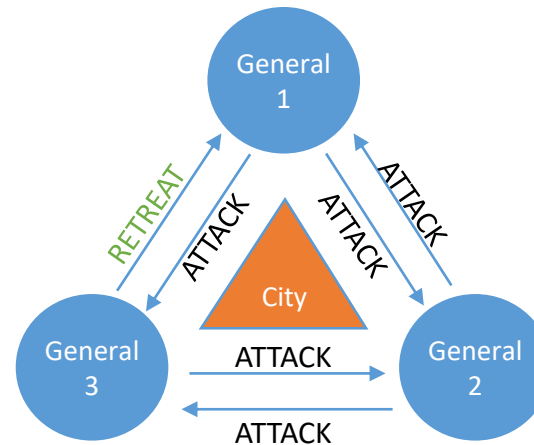 General
1
RETREAT
ATTACK
ATTACK
ATTACK
City
General
3
ATTACK
General
2
ATTACK